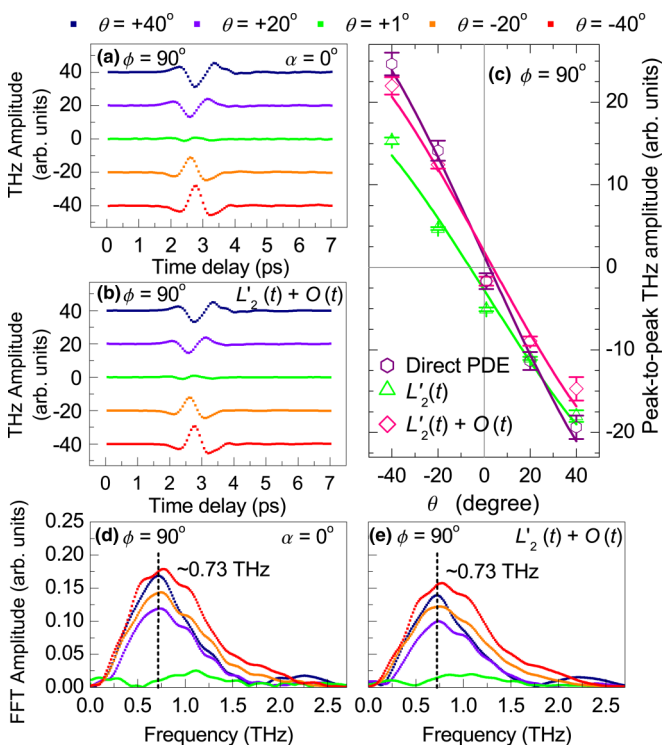 θ = +40° θ = +20° θ = +1° θ = -20° θ = -40°
(a) ϕ = 90° α = 0°
THz Amplitude
(arb. units)
40
20
0
-20
-40
0 1 2 3 4 5 6 7
Time delay (ps)
(b) ϕ = 90° L'2 (t) + O (t)
THz Amplitude
(arb. units)
40
20
0
-20
-40
0 1 2 3 4 5 6 7
Time delay (ps)
(c) ϕ = 90°
Peak-to-peak THz amplitude (arb. units)
20
10
0
-10
-20
Direct PDE
L'2(t)
L'2(t) + O(t)
-40 -20 0 20 40
θ (degree)
(d) ϕ = 90° α = 0°
~0.73 THz
FFT Amplitude (arb. units)
0.25
0.20
0.15
0.10
0.05
0.00
0.0 0.5 1.0 1.5 2.0 2.5
Frequency (THz)
(e) ϕ = 90° L'2 (t) + O (t)
~0.73 THz
0.0 0.5 1.0 1.5 2.0 2.5
Frequency (THz)